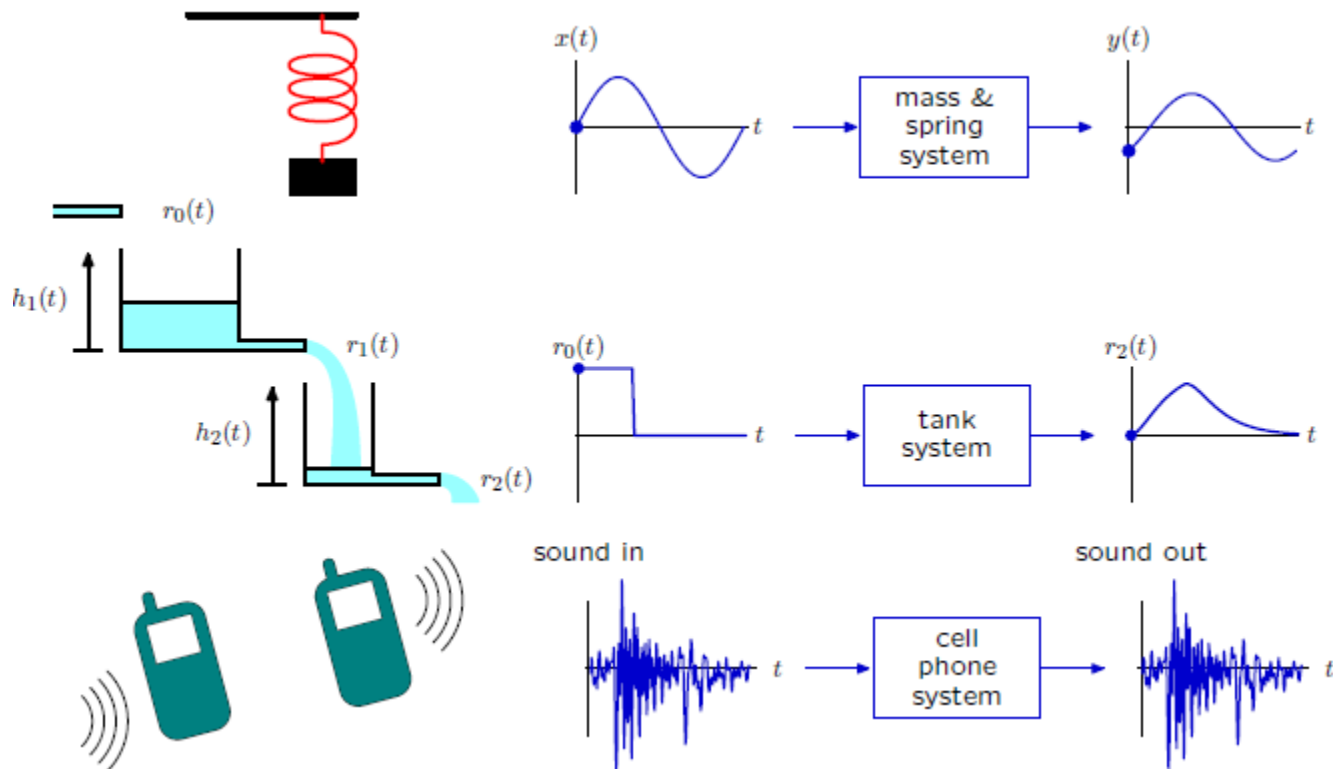 x(t)
y(t)
t
mass &
spring
system
t
r₀(t)
h₁(t)
r₁(t)
h₂(t)
r₂(t)
r₀(t)
r₂(t)
t
tank
system
t
sound in
sound out
t
cell
phone
system
t